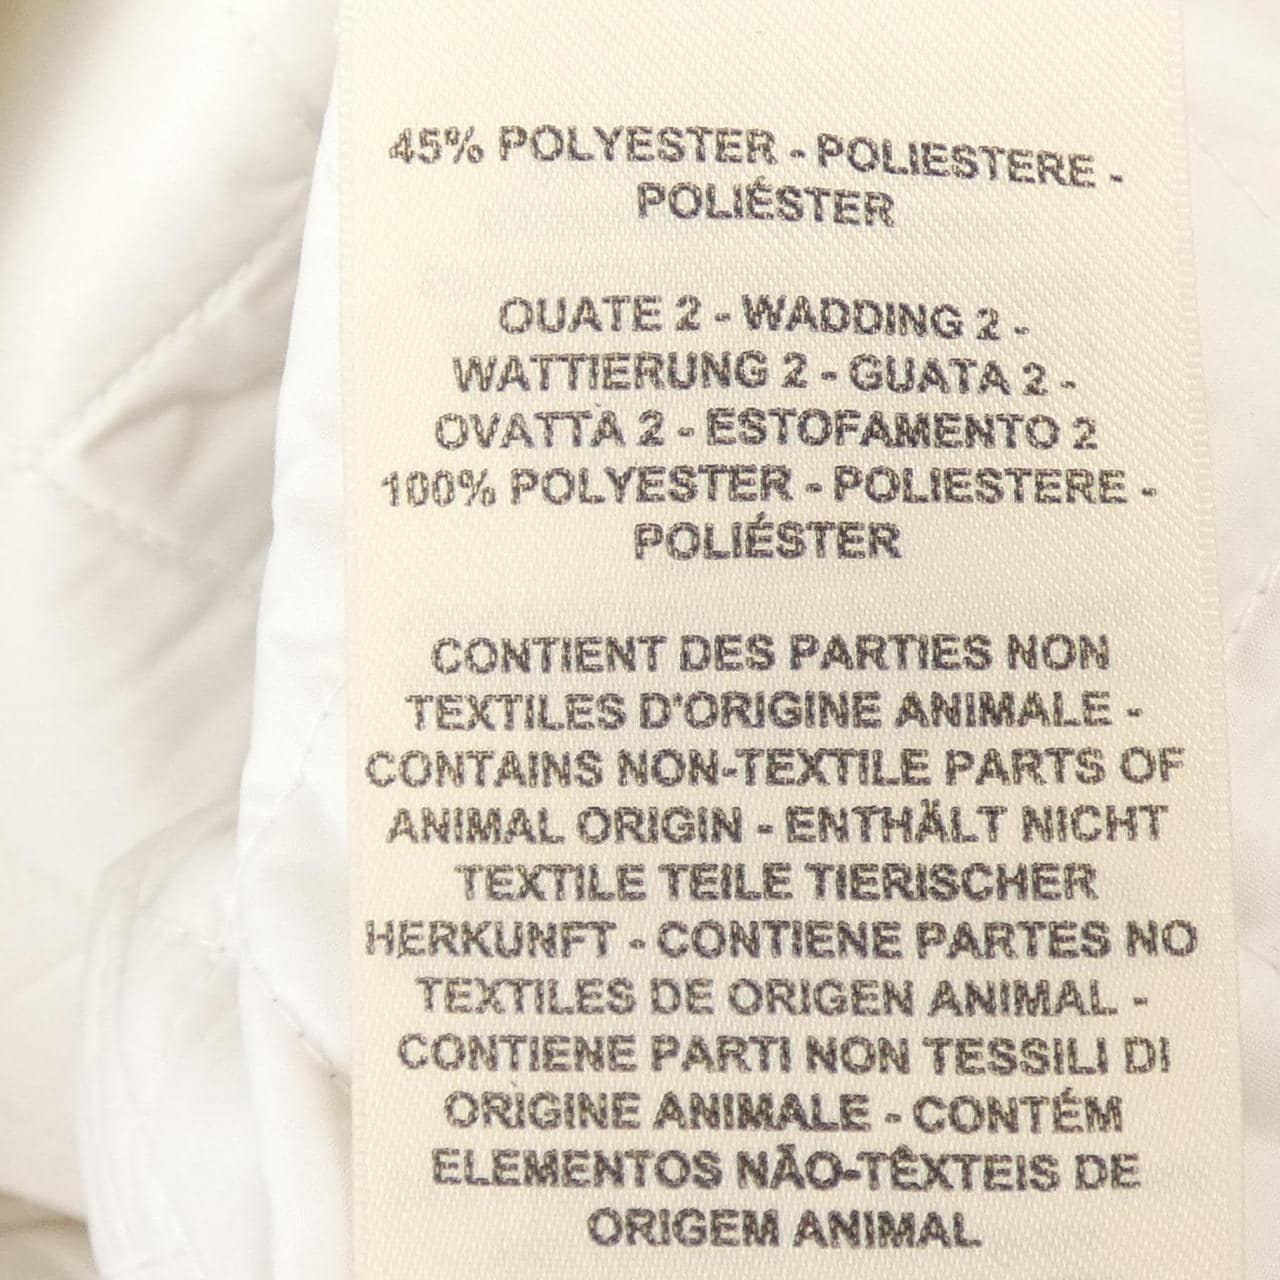 45% POLYESTER - POLIESTERE -
POLIÉSTER
OUATE 2 - WADDING 2 -
WATTIERUNG 2 - GUATA 2 -
OVATTA 2 - ESTOFAMENTO 2
100% POLYESTER - POLIESTERE -
POLIÉSTER
CONTIENT DES PARTIES NON
TEXTILES D'ORIGINE ANIMALE -
CONTAINS NON-TEXTILE PARTS OF
ANIMAL ORIGIN - ENTHÄLT NICHT
TEXTILE TEILE TIERISCHER
HERKUNFT - CONTIENE PARTES NO
TEXTILES DE ORIGEN ANIMAL -
CONTIENE PARTI NON TESSILI DI
ORIGINE ANIMALE - CONTÉM
ELEMENTOS NÃO-TÊXTEIS DE
ORIGEM ANIMAL